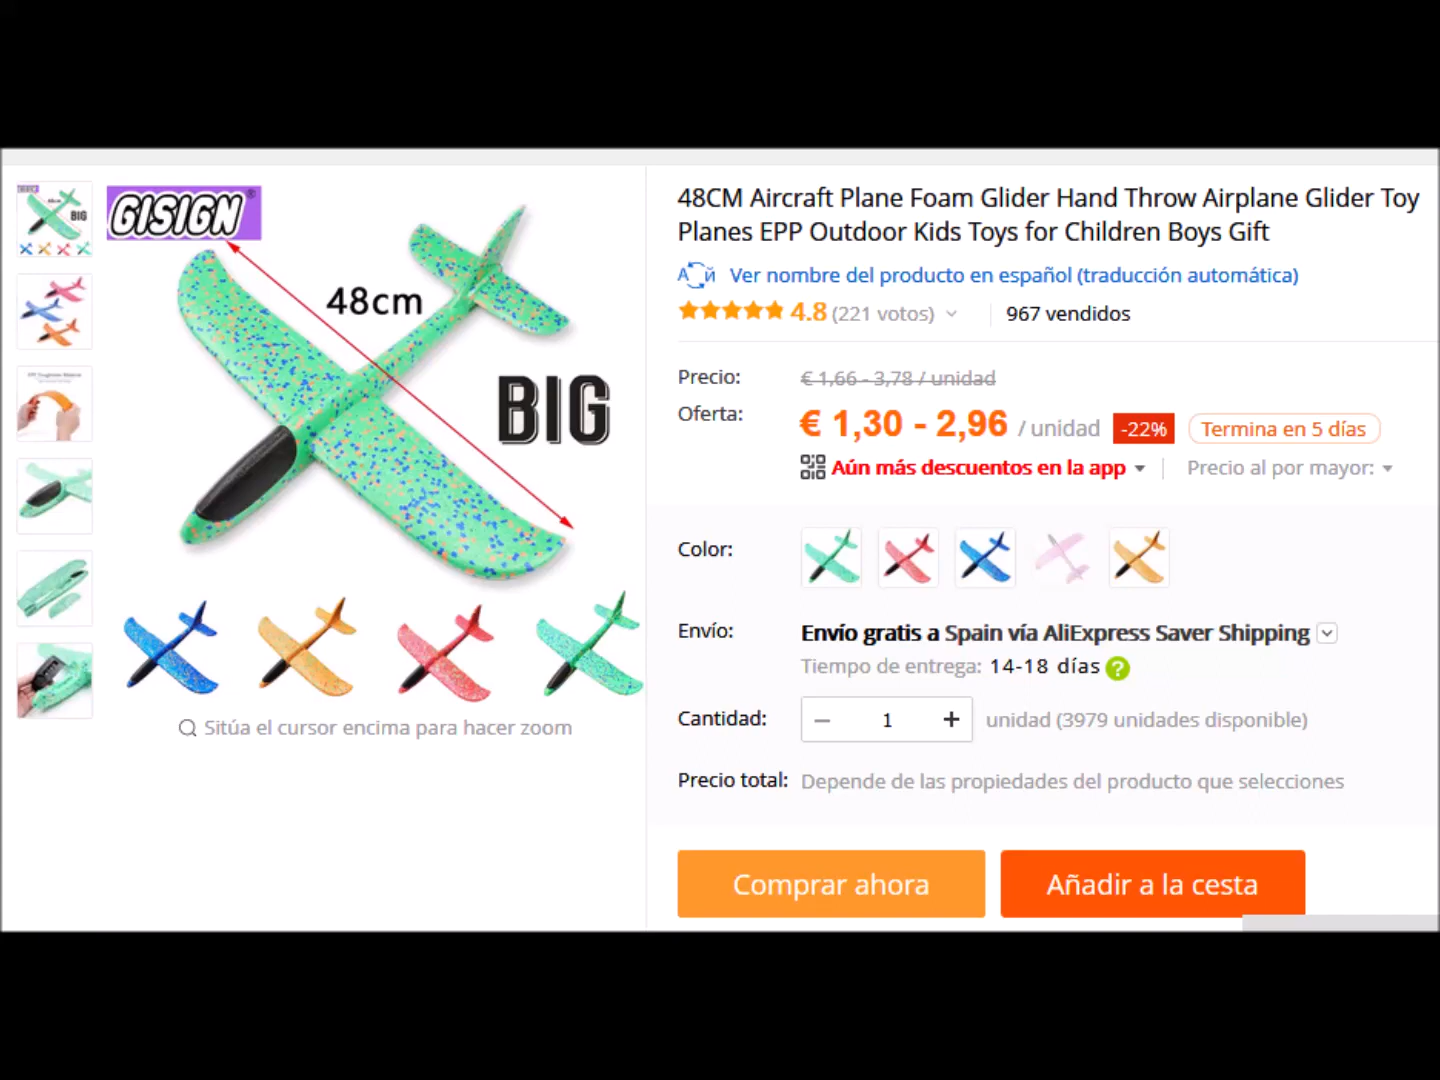 GISIGN®
48cm
BIG
Sitúa el cursor encima para hacer zoom
48CM Aircraft Plane Foam Glider Hand Throw Airplane Glider Toy
Planes EPP Outdoor Kids Toys for Children Boys Gift
Ver nombre del producto en español (traducción automática)
4.8 (221 votos)
967 vendidos
Precio: € 1,66 - 3,78 / unidad
Oferta: € 1,30 - 2,96 / unidad -22% Termina en 5 días
Aún más descuentos en la app Precio al por mayor:
Color:
Envío: Envío gratis a Spain vía AliExpress Saver Shipping
Tiempo de entrega: 14-18 días ?
Cantidad: − 1 + unidad (3979 unidades disponible)
Precio total: Depende de las propiedades del producto que selecciones
Comprar ahora
Añadir a la cesta